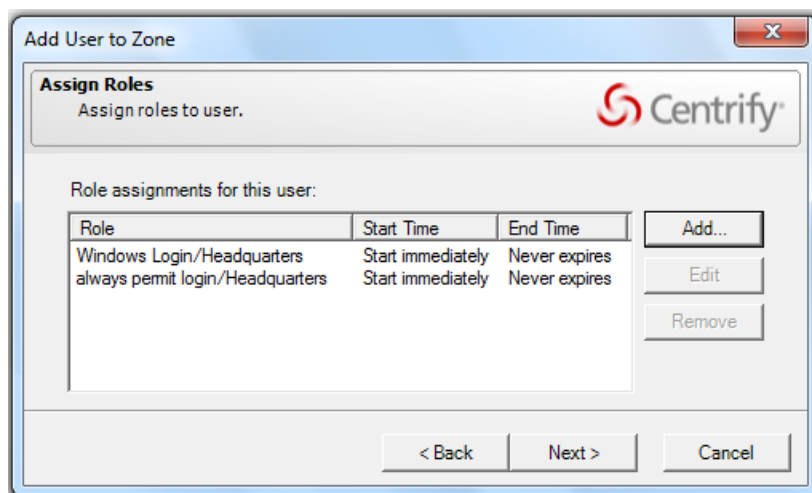 Add User to Zone
Assign Roles
Assign roles to user.
Centrify
Role assignments for this user:
Role Start Time End Time
Windows Login/Headquarters Start immediately Never expires
always permit login/Headquarters Start immediately Never expires
Add...
Edit
Remove
< Back Next > Cancel